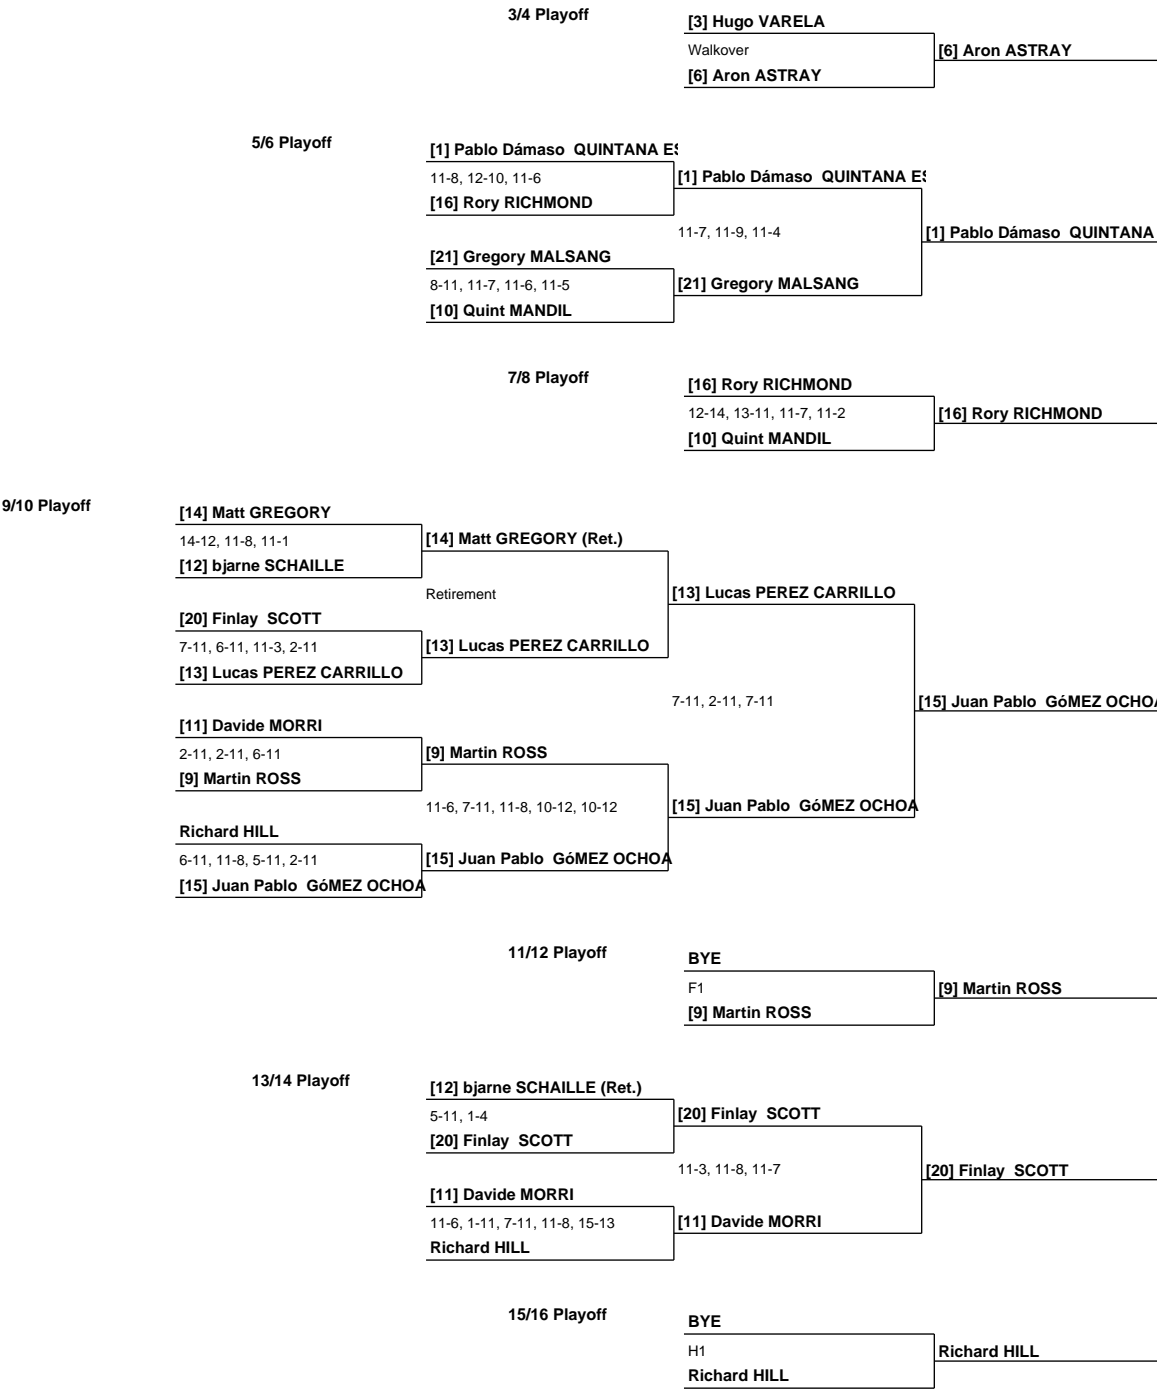 3/4 Playoff
[3] Hugo VARELA
Walkover
[6] Aron ASTRAY
[6] Aron ASTRAY
5/6 Playoff
[1] Pablo Dámaso  QUINTANA ES
11-8, 12-10, 11-6
[16] Rory RICHMOND
[1] Pablo Dámaso  QUINTANA ES
11-7, 11-9, 11-4
[1] Pablo Dámaso  QUINTANA
[21] Gregory MALSANG
8-11, 11-7, 11-6, 11-5
[10] Quint MANDIL
[21] Gregory MALSANG
7/8 Playoff
[16] Rory RICHMOND
12-14, 13-11, 11-7, 11-2
[10] Quint MANDIL
[16] Rory RICHMOND
9/10 Playoff
[14] Matt GREGORY
14-12, 11-8, 11-1
[12] bjarne SCHAILLE
[14] Matt GREGORY (Ret.)
Retirement
[13] Lucas PEREZ CARRILLO
[20] Finlay  SCOTT
7-11, 6-11, 11-3, 2-11
[13] Lucas PEREZ CARRILLO
[13] Lucas PEREZ CARRILLO
7-11, 2-11, 7-11
[15] Juan Pablo  GóMEZ OCHOA
[11] Davide MORRI
2-11, 2-11, 6-11
[9] Martin ROSS
[9] Martin ROSS
11-6, 7-11, 11-8, 10-12, 10-12
[15] Juan Pablo  GóMEZ OCHOA
Richard HILL
6-11, 11-8, 5-11, 2-11
[15] Juan Pablo  GóMEZ OCHOA
[15] Juan Pablo  GóMEZ OCHOA
11/12 Playoff
BYE
F1
[9] Martin ROSS
[9] Martin ROSS
13/14 Playoff
[12] bjarne SCHAILLE (Ret.)
5-11, 1-4
[20] Finlay  SCOTT
[20] Finlay  SCOTT
11-3, 11-8, 11-7
[20] Finlay  SCOTT
[11] Davide MORRI
11-6, 1-11, 7-11, 11-8, 15-13
Richard HILL
[11] Davide MORRI
15/16 Playoff
BYE
H1
Richard HILL
Richard HILL